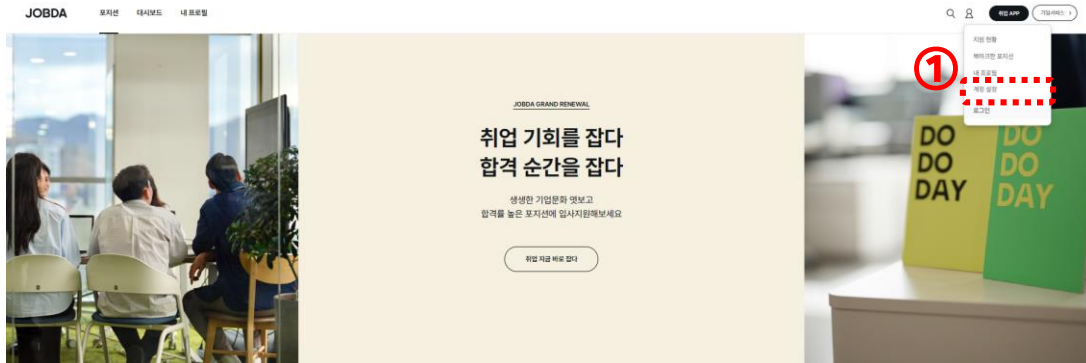 JOBDA
포지션
대시보드
내 프로필
취업 APP
기업서비스
지원 현황
북마크한 포지션
내 프로필
계정 설정
로그인
①
JOBDA GRAND RENEWAL
취업 기회를 잡다
합격 순간을 잡다
생생한 기업문화 엿보고
합격률 높은 포지션에 입사지원해보세요
취업 지금 바로 잡다
DO
DO
DAY
DO
DO
DAY